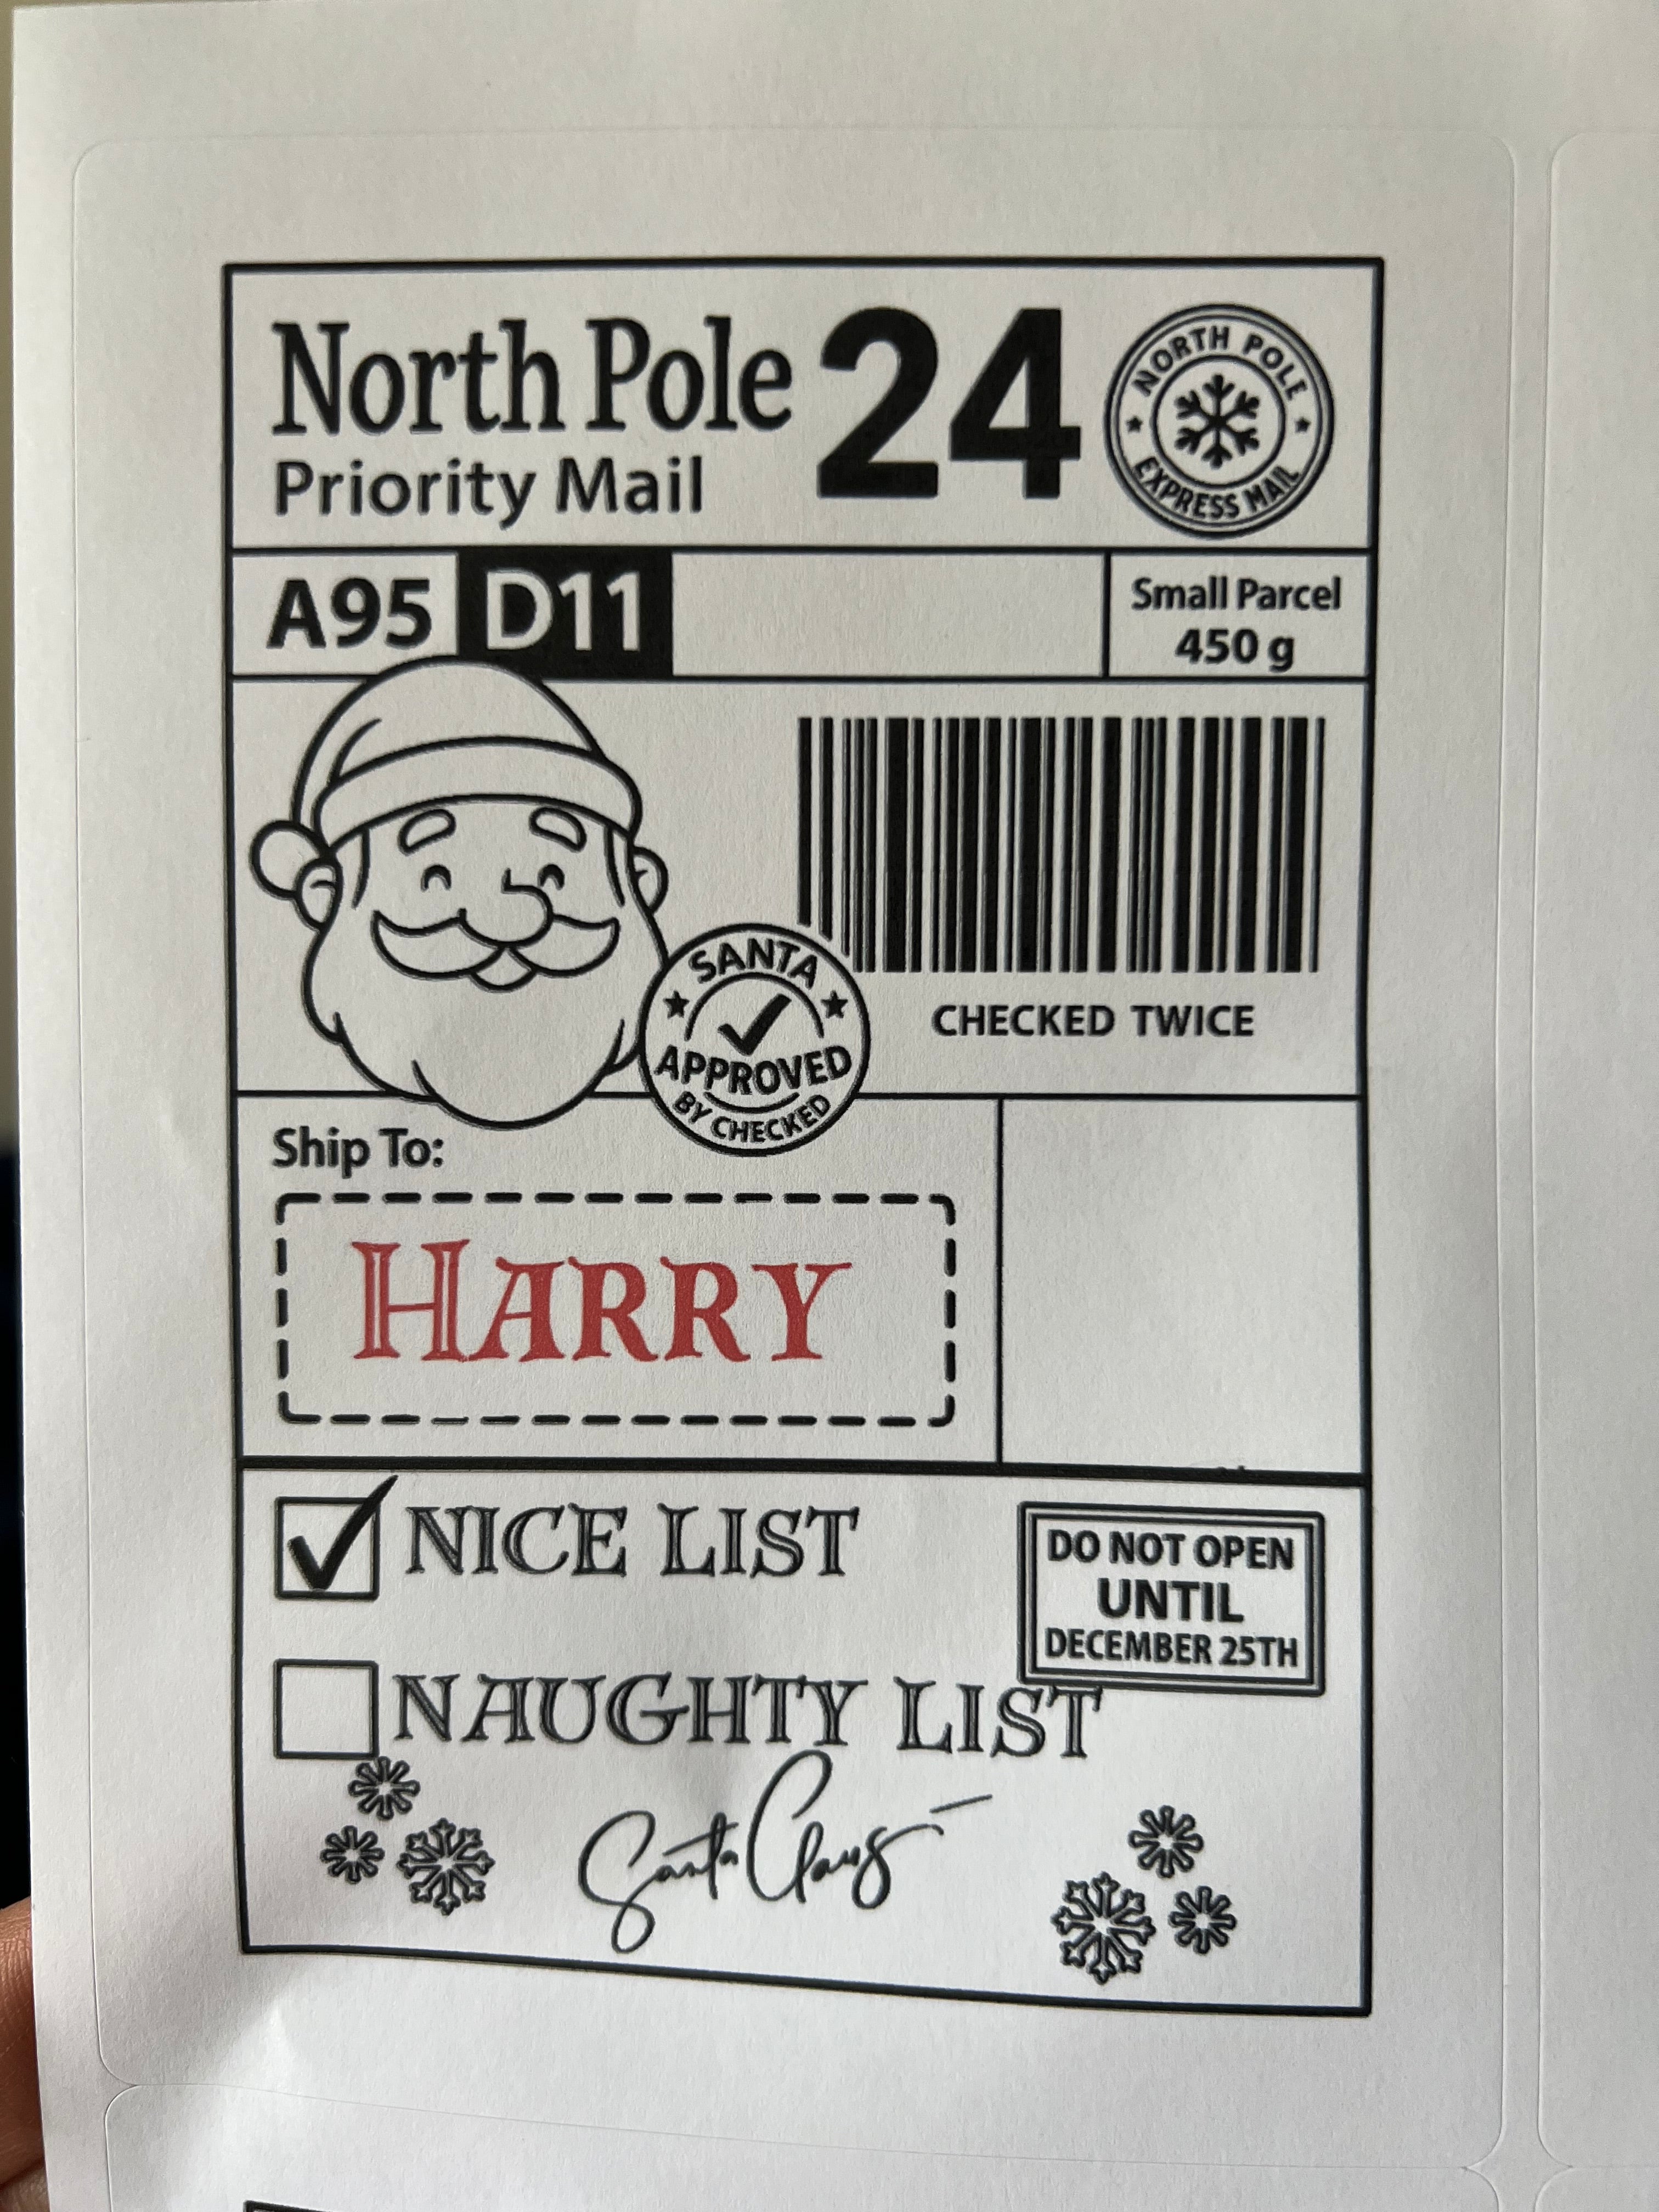 North Pole
Priority Mail
24
NORTH POLE
EXPRESS MAIL
A95 D11
Small Parcel
450 g
CHECKED TWICE
SANTA
APPROVED
BY CHECKED
Ship To:
HARRY
NICE LIST
DO NOT OPEN
UNTIL
DECEMBER 25TH
NAUGHTY LIST
Santa Claus